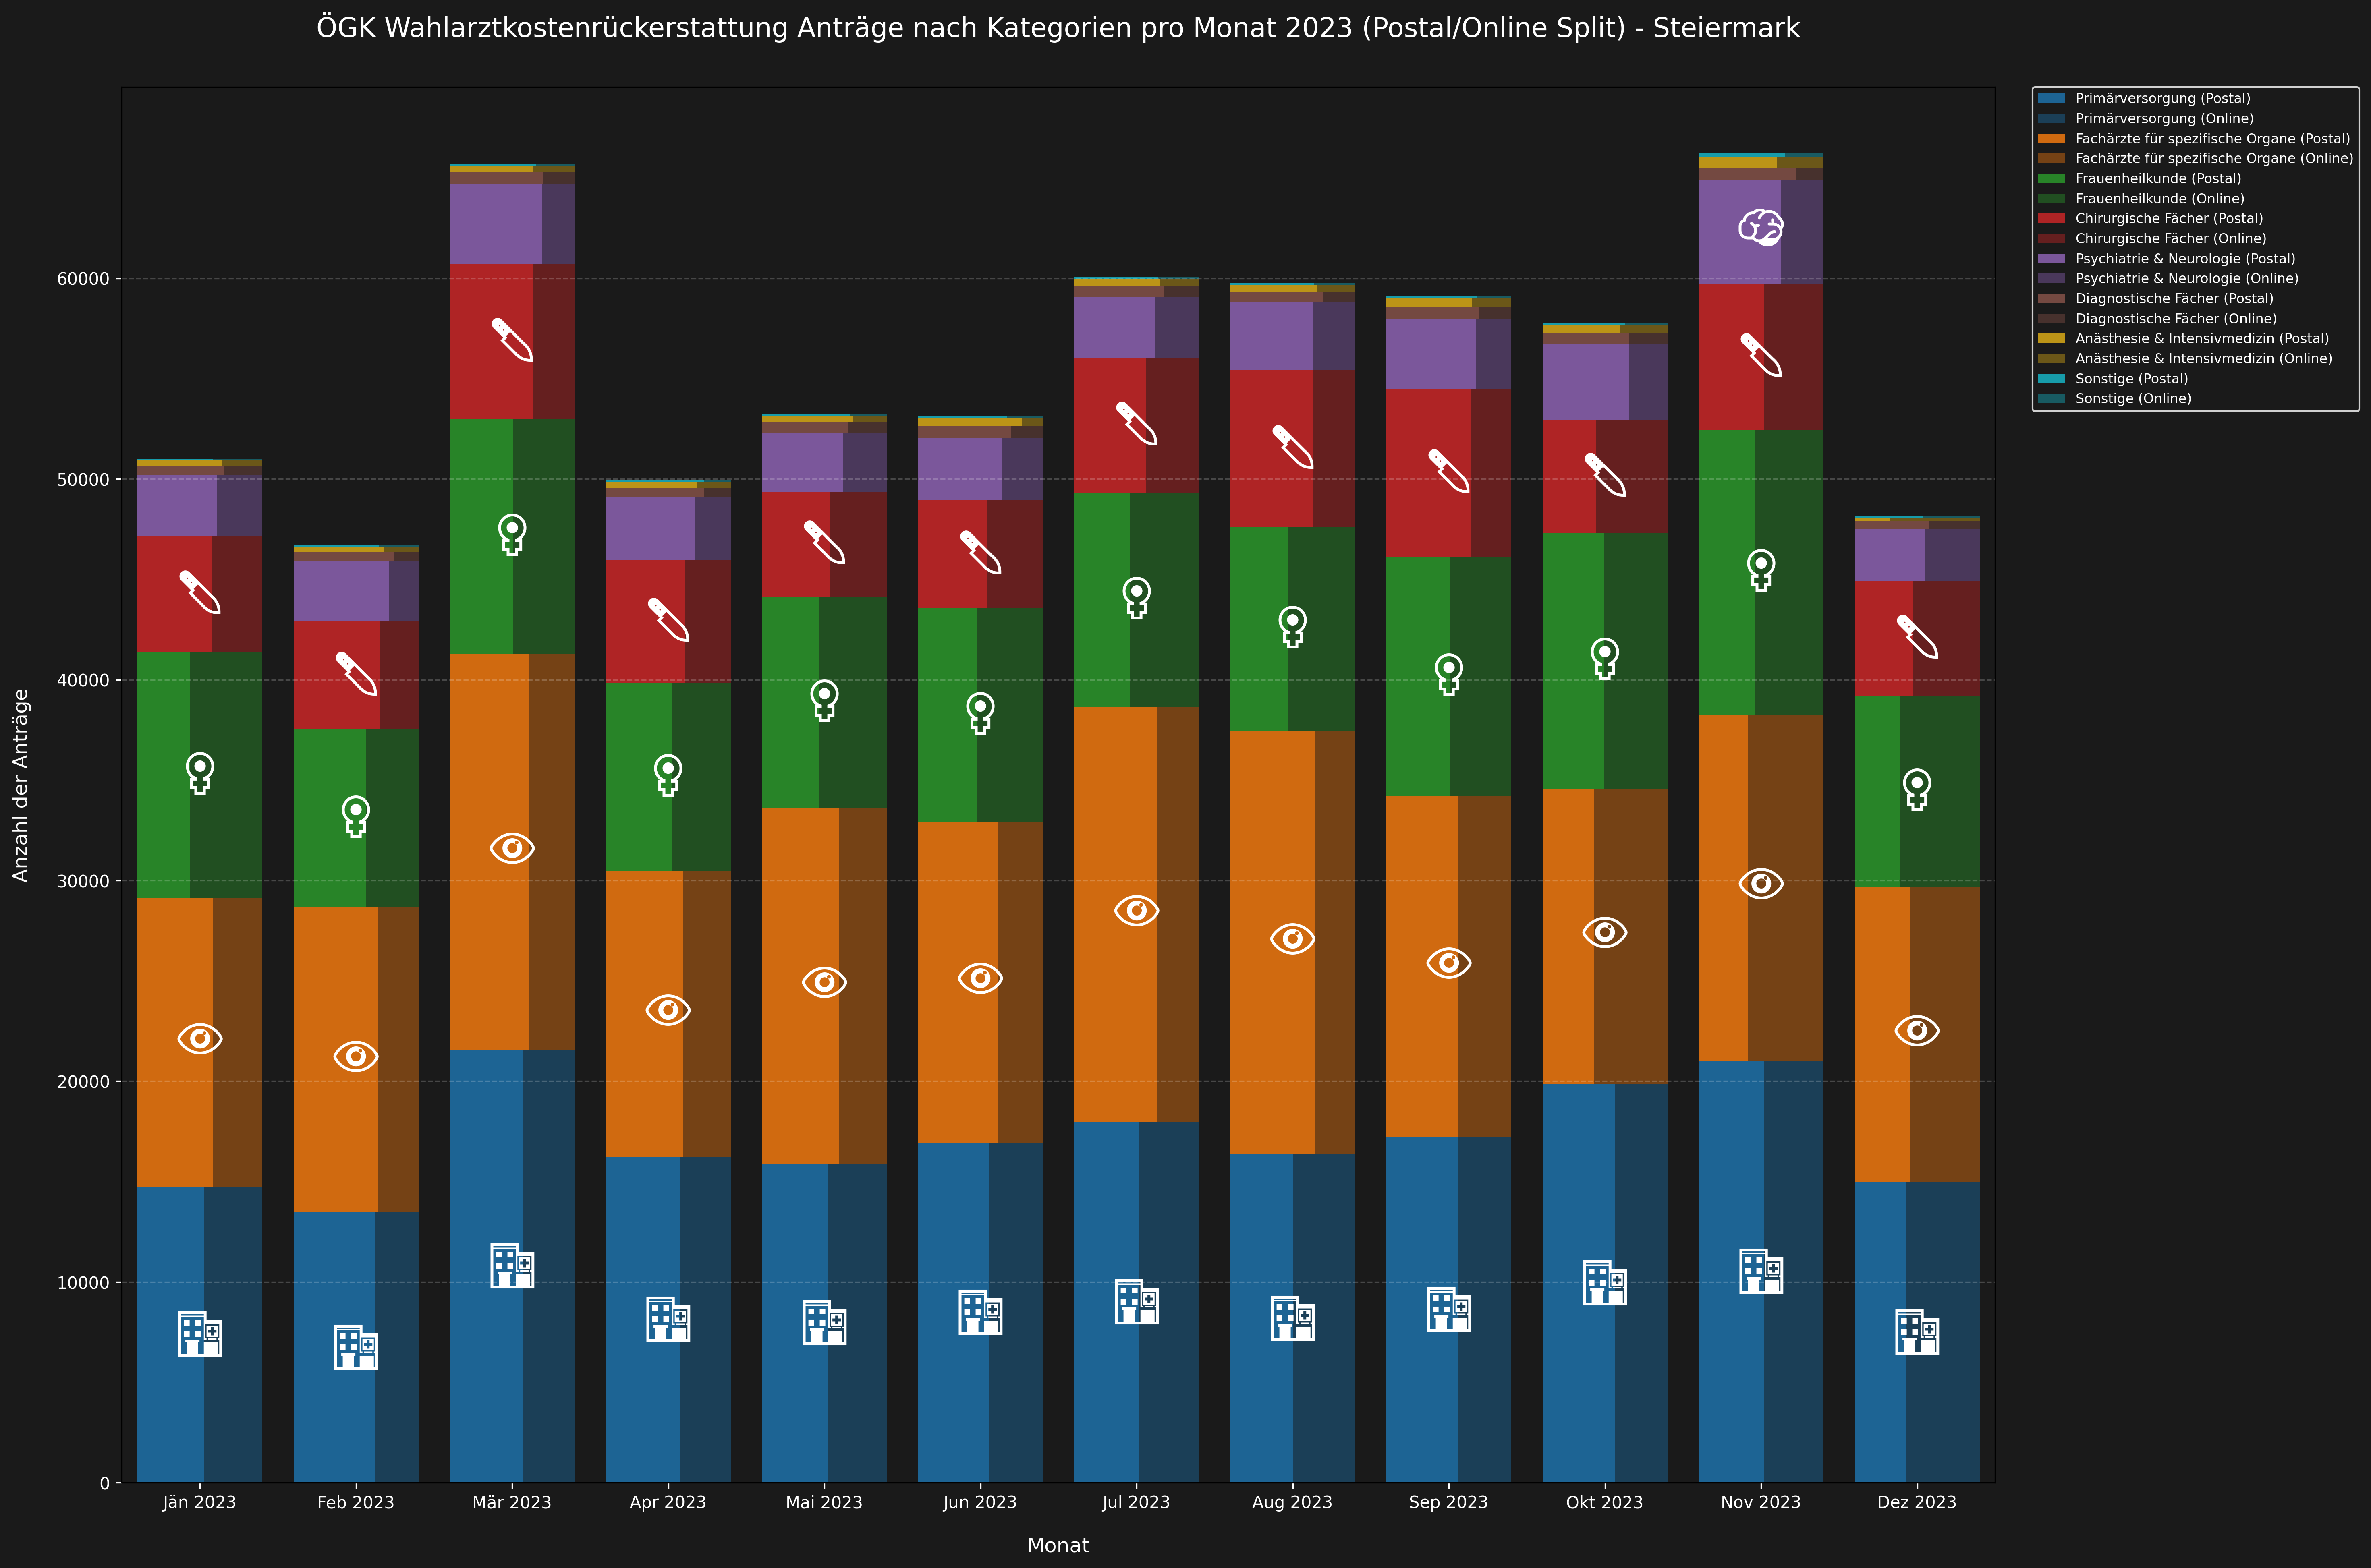 ÖGK Wahlarztkostenrückerstattung Anträge nach Kategorien pro Monat 2023 (Postal/Online Split) - Steiermark
Primärversorgung (Postal)
Primärversorgung (Online)
Fachärzte für spezifische Organe (Postal)
Fachärzte für spezifische Organe (Online)
Frauenheilkunde (Postal)
Frauenheilkunde (Online)
Chirurgische Fächer (Postal)
Chirurgische Fächer (Online)
Psychiatrie & Neurologie (Postal)
Psychiatrie & Neurologie (Online)
Diagnostische Fächer (Postal)
Diagnostische Fächer (Online)
Anästhesie & Intensivmedizin (Postal)
Anästhesie & Intensivmedizin (Online)
Sonstige (Postal)
Sonstige (Online)
Anzahl der Anträge
60000
50000
40000
30000
20000
10000
0
Jän 2023
Feb 2023
Mär 2023
Apr 2023
Mai 2023
Jun 2023
Jul 2023
Aug 2023
Sep 2023
Okt 2023
Nov 2023
Dez 2023
Monat